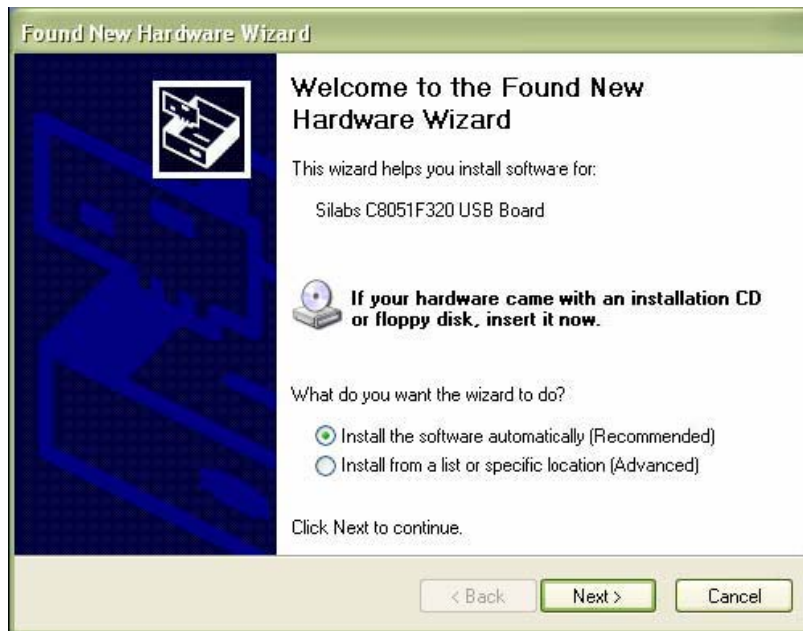 Found New Hardware Wizard
Welcome to the Found New
Hardware Wizard
This wizard helps you install software for:
Silabs C8051F320 USB Board
If your hardware came with an installation CD
or floppy disk, insert it now.
What do you want the wizard to do?
Install the software automatically (Recommended)
Install from a list or specific location (Advanced)
Click Next to continue.
< Back Next > Cancel